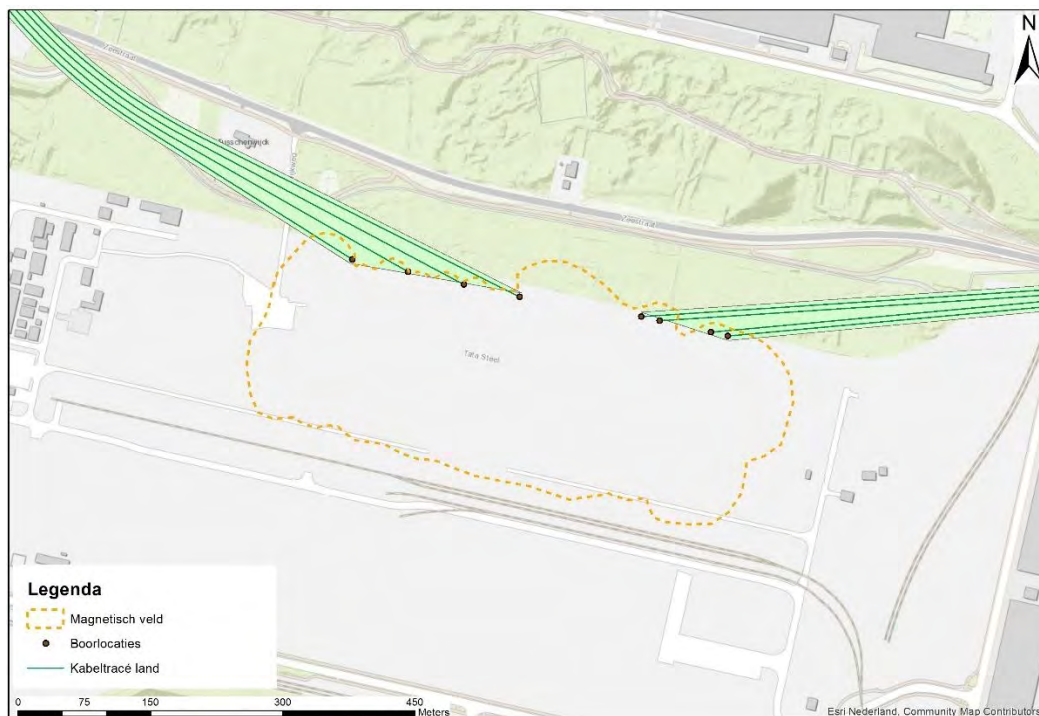 N
Zeestraat
Tusschenwijck
Zeestraat
Tata Steel
Legenda
Magnetisch veld
Boorlocaties
Kabeltracé land
0 75 150 300 450
Meters
Esri Nederland, Community Map Contributors